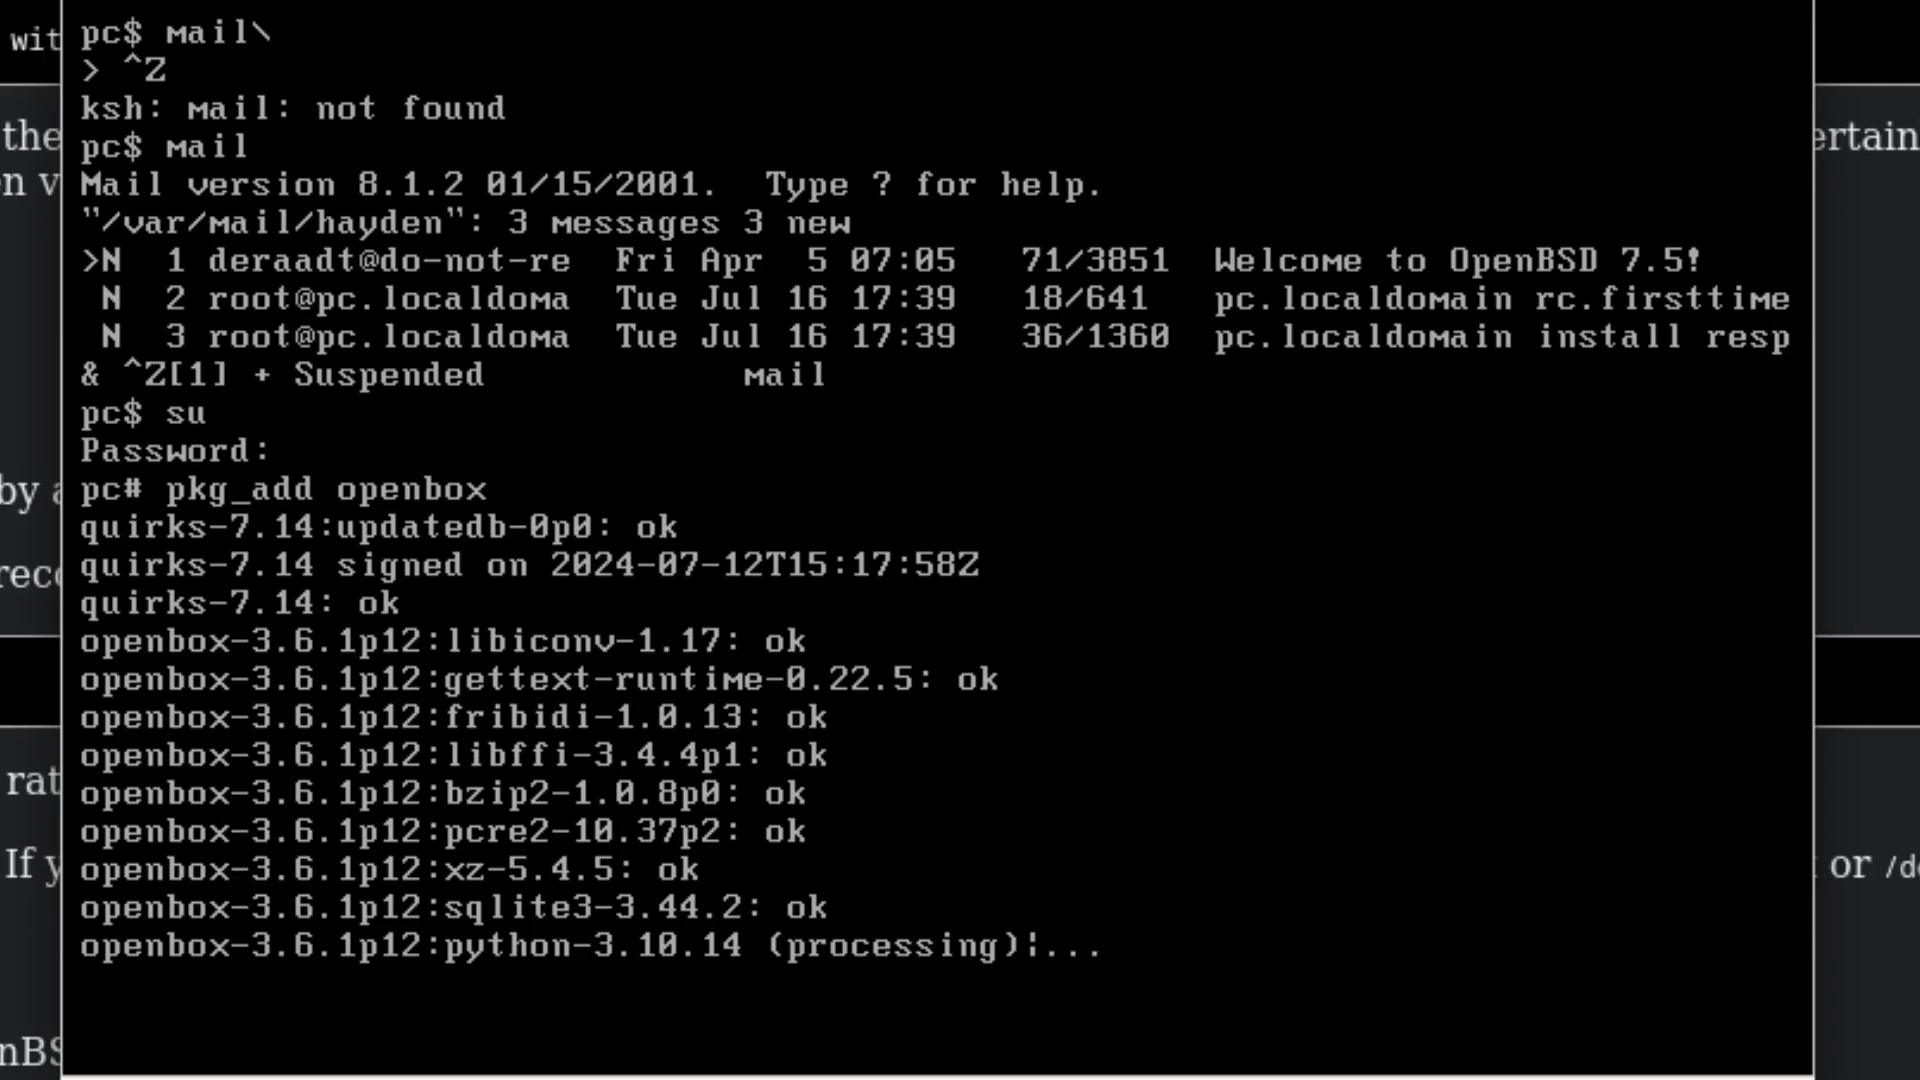 pc$ mail\
> ^Z
ksh: mail: not found
pc$ mail
Mail version 8.1.2 01/15/2001.  Type ? for help.
"/var/mail/hayden": 3 messages 3 new
>N  1 deraadt@do-not-re  Fri Apr  5 07:05   71/3851  Welcome to OpenBSD 7.5!
 N  2 root@pc.localdoma  Tue Jul 16 17:39   18/641   pc.localdomain rc.firsttime
 N  3 root@pc.localdoma  Tue Jul 16 17:39   36/1360  pc.localdomain install resp
& ^Z[1] + Suspended            mail
pc$ su
Password:
pc# pkg_add openbox
quirks-7.14:updatedb-0p0: ok
quirks-7.14 signed on 2024-07-12T15:17:58Z
quirks-7.14: ok
openbox-3.6.1p12:libiconv-1.17: ok
openbox-3.6.1p12:gettext-runtime-0.22.5: ok
openbox-3.6.1p12:fribidi-1.0.13: ok
openbox-3.6.1p12:libffi-3.4.4p1: ok
openbox-3.6.1p12:bzip2-1.0.8p0: ok
openbox-3.6.1p12:pcre2-10.37p2: ok
openbox-3.6.1p12:xz-5.4.5: ok
openbox-3.6.1p12:sqlite3-3.44.2: ok
openbox-3.6.1p12:python-3.10.14 (processing)|...
the
by
If
or